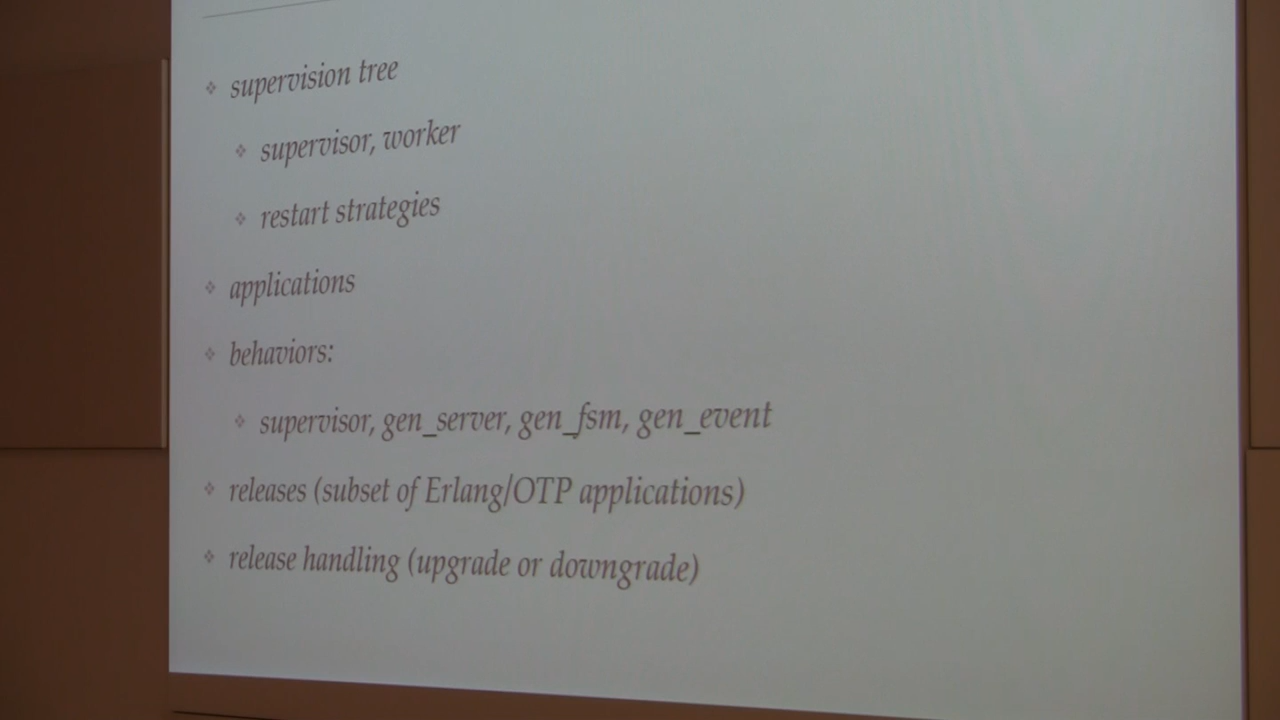 supervision tree
supervisor, worker
restart strategies
applications
behaviors:
supervisor, gen_server, gen_fsm, gen_event
releases (subset of Erlang/OTP applications)
release handling (upgrade or downgrade)